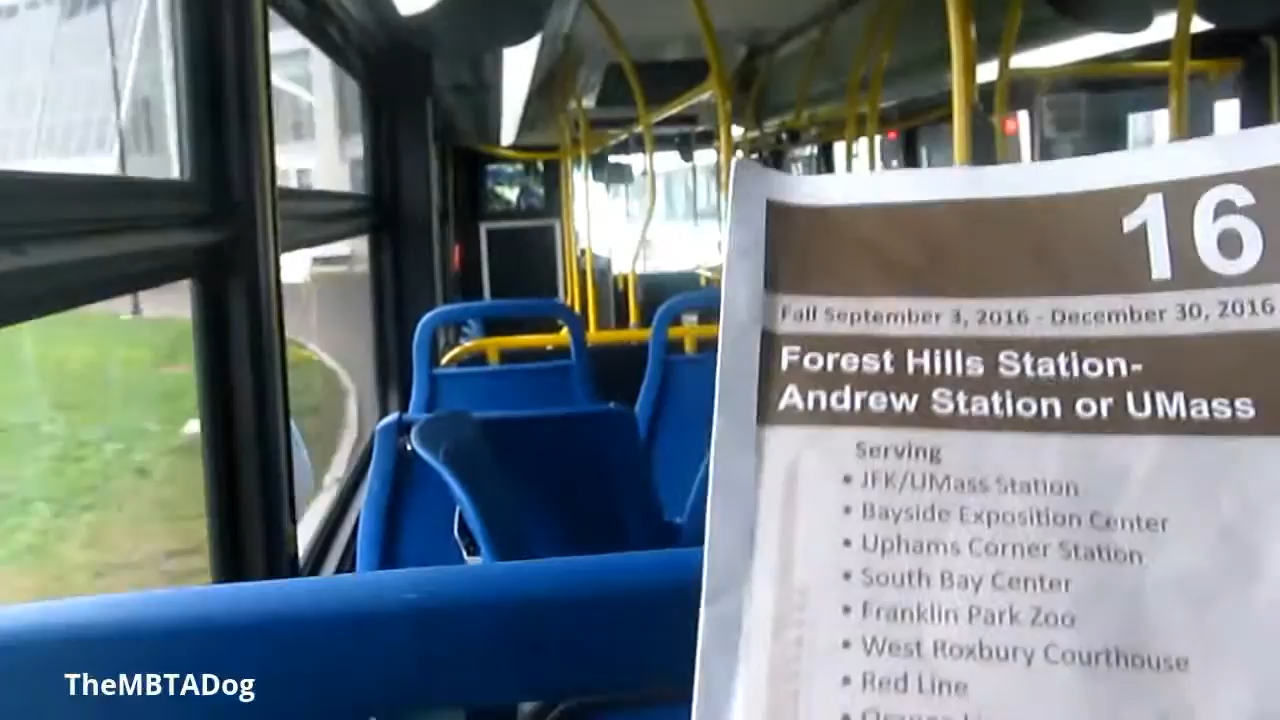 16
Fall September 3, 2016 - December 30, 2016
Forest Hills Station-
Andrew Station or UMass
Serving
• JFK/UMass Station
• Bayside Exposition Center
• Uphams Corner Station
• South Bay Center
• Franklin Park Zoo
• West Roxbury Courthouse
• Red Line
TheMBTADog